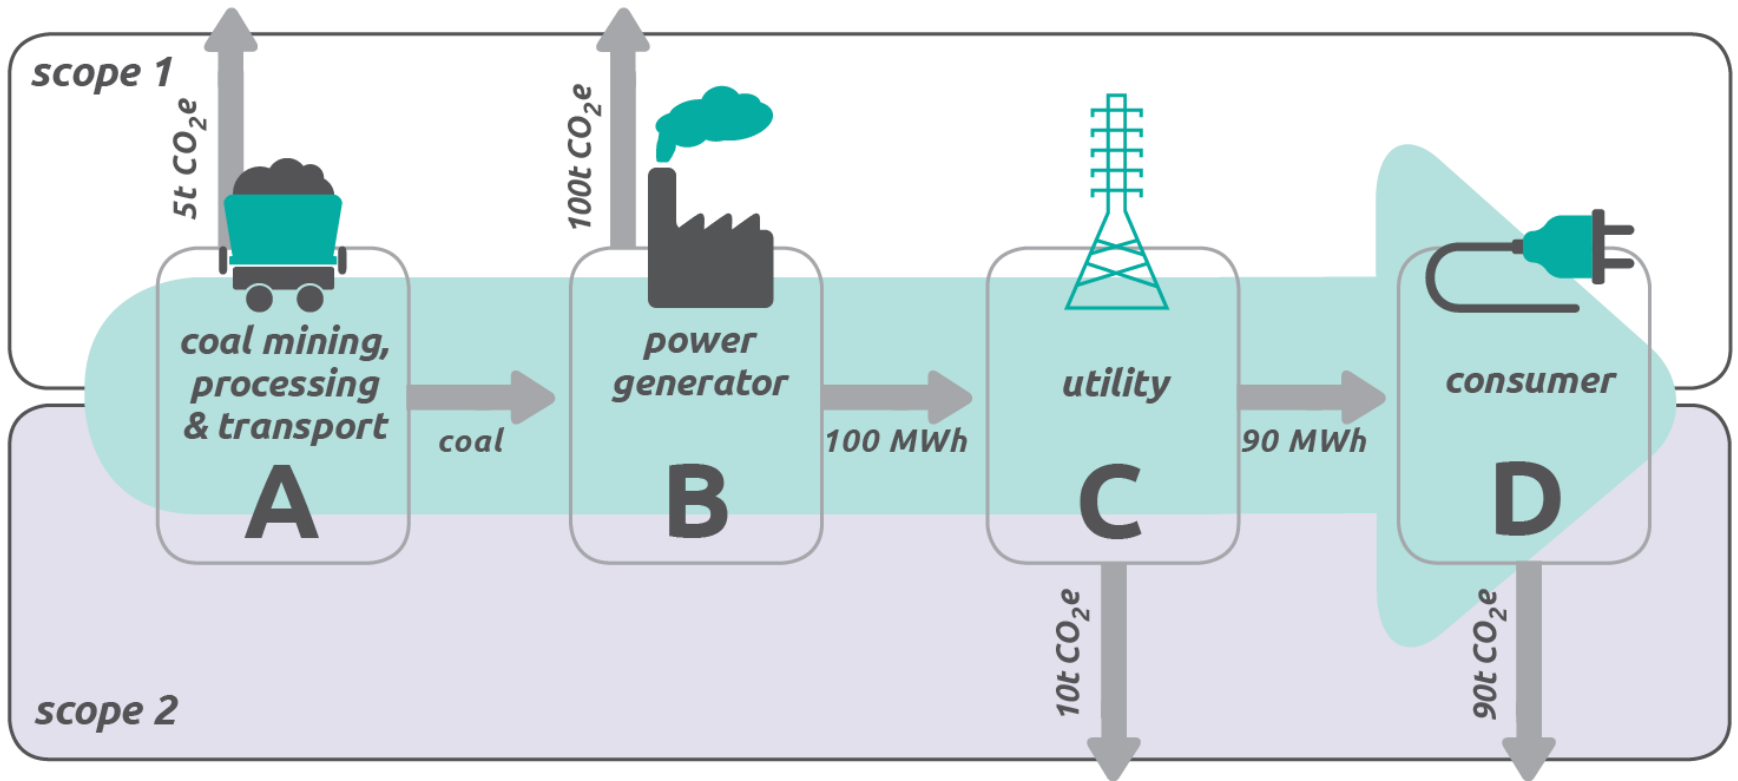 scope 1
5t CO₂e
100t CO₂e
coal mining,
processing
& transport
A
coal
power
generator
B
100 MWh
utility
C
90 MWh
consumer
D
scope 2
10t CO₂e
90t CO₂e